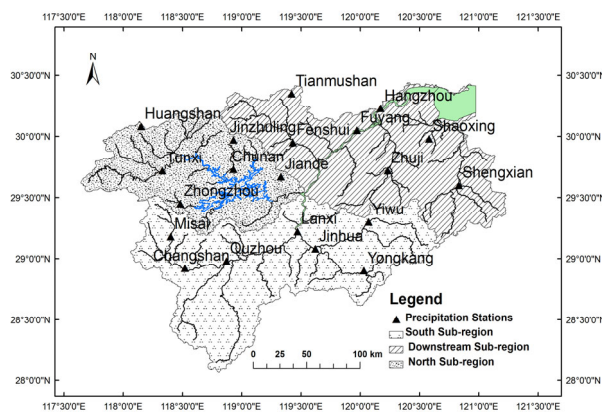 117°30'0"E 118°0'0"E 118°30'0"E 119°0'0"E 119°30'0"E 120°0'0"E 120°30'0"E 121°0'0"E 121°30'0"E
N
30°30'0"N 30°30'0"N
Tianmushan
Hangzhou
Huangshan
Fuyang
Jinzhuling
Fenshui
Shaoxing
30°0'0"N 30°0'0"N
Tunxi
Chunan
Jiande
Zhuji
Shengxian
Zhongzhou
29°30'0"N 29°30'0"N
Misai
Lanxi
Yiwu
Jinhua
Quzhou
Changshan
Yongkang
29°0'0"N 29°0'0"N
Legend
Precipitation Stations
South Sub-region
Downstream Sub-region
North Sub-region
28°30'0"N 28°30'0"N
0 20 40 60 80 100 km
28°0'0"N 28°0'0"N
117°30'0"E 118°0'0"E 118°30'0"E 119°0'0"E 119°30'0"E 120°0'0"E 120°30'0"E 121°0'0"E 121°30'0"E